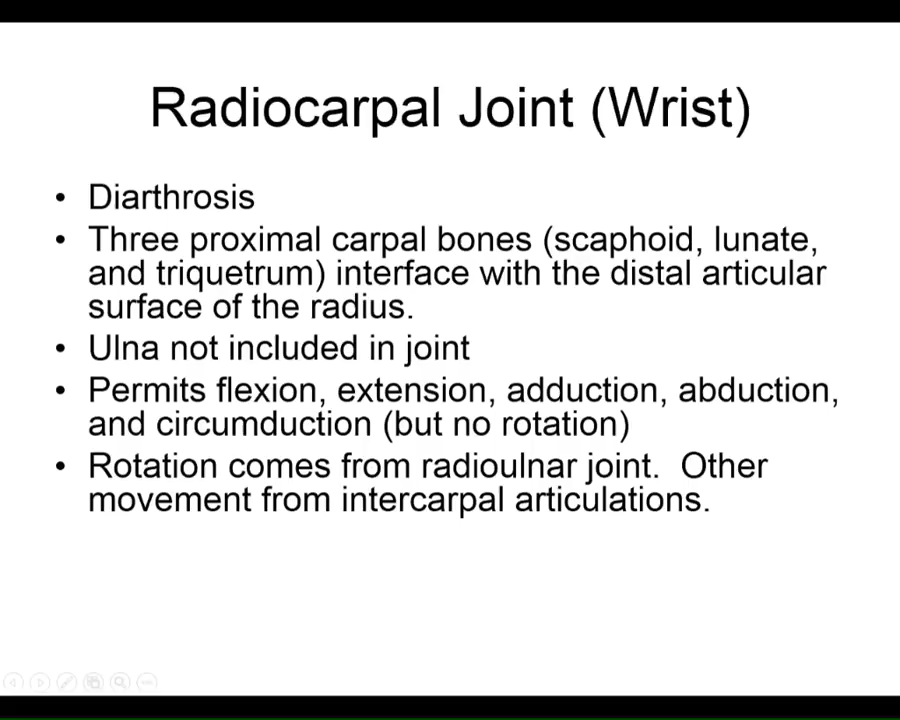 Radiocarpal Joint (Wrist)
• Diarthrosis
• Three proximal carpal bones (scaphoid, lunate,
and triquetrum) interface with the distal articular
surface of the radius.
• Ulna not included in joint
• Permits flexion, extension, adduction, abduction,
and circumduction (but no rotation)
• Rotation comes from radioulnar joint.  Other
movement from intercarpal articulations.